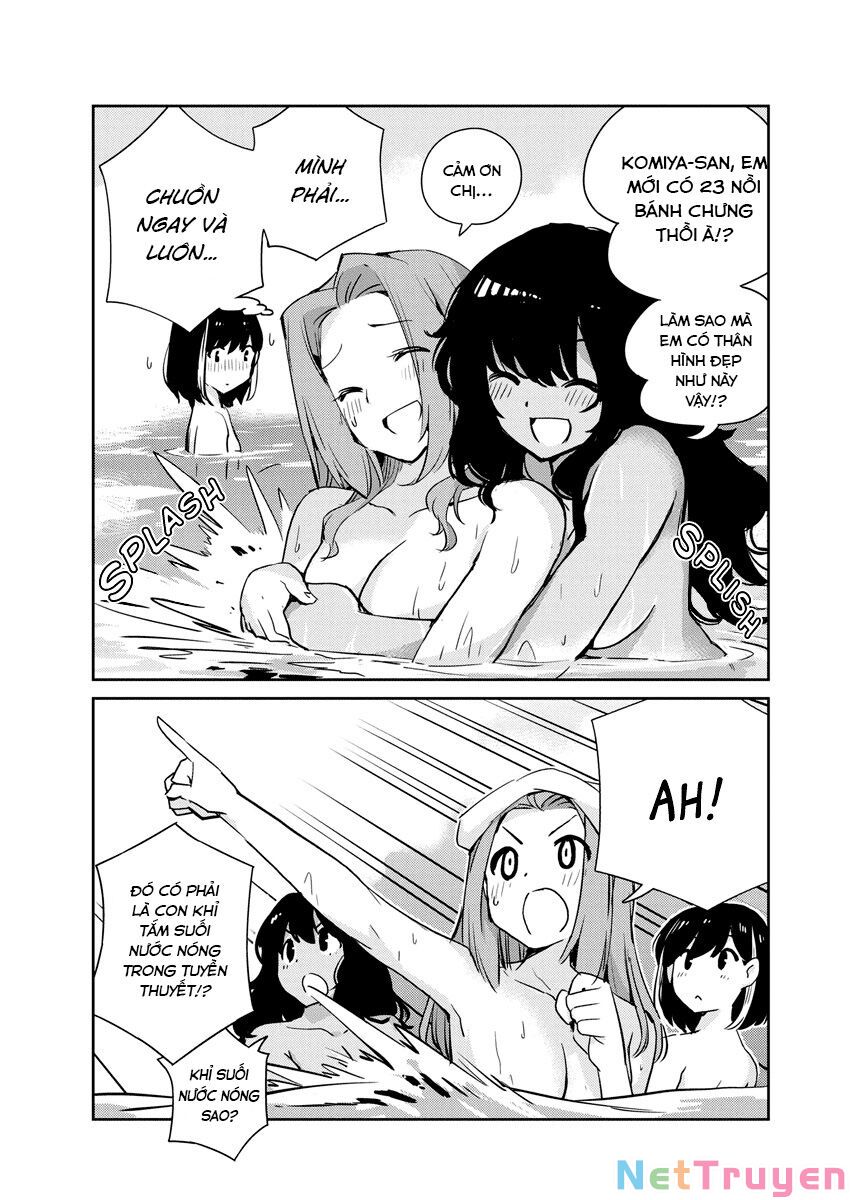 KOMIYA-SAN, EM
MỚI CÓ 23 NỒI
BÁNH CHƯNG
THỒI À!?
LÀM SAO MÀ
EM CÓ THÂN
HÌNH ĐẸP
NHƯ NÀY
VẬY!?
CẢM ƠN
CHỊ...
MÌNH
PHẢI...
CHUỒN
NGAY VÀ
LUÔN...
SPLASH
SPLISH
AH!
ĐÓ CÓ PHẢI
LÀ CON KHỈ
TẮM SUỐI
NƯỚC NÓNG
TRONG TUYỀN
THUYẾT!?
KHỈ SUỐI
NƯỚC NÓNG
SAO?
NetTruyen